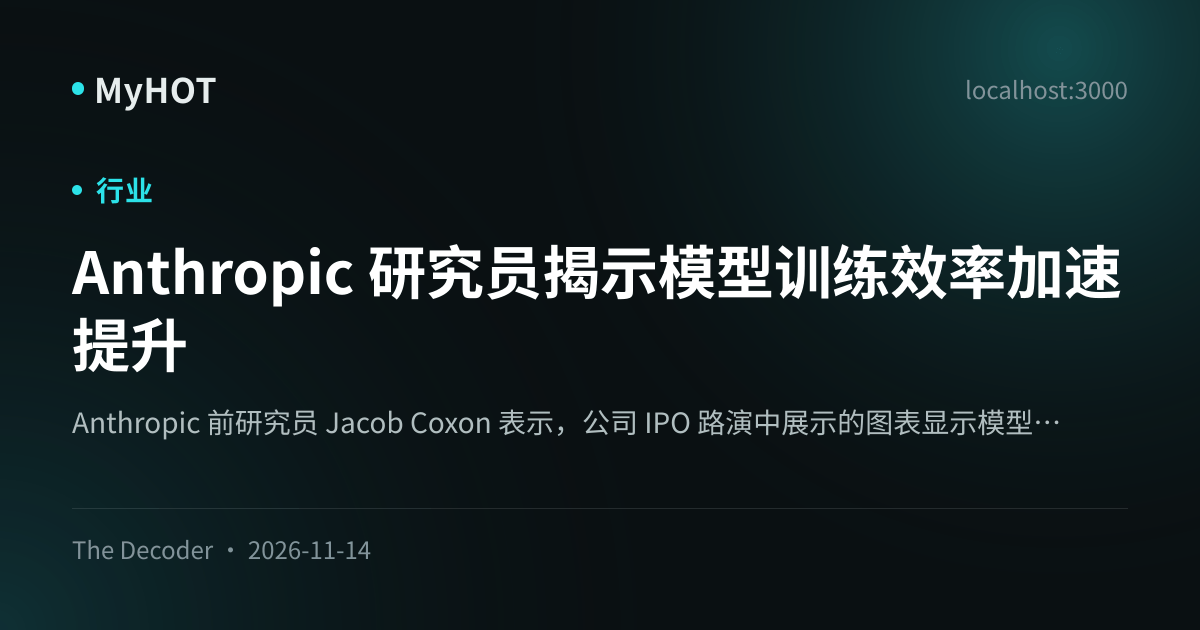 MyHOT
localhost:3000
行业
Anthropic 研究员揭示模型训练效率加速
提升
Anthropic 前研究员 Jacob Coxon 表示，公司 IPO 路演中展示的图表显示模型…
The Decoder · 2026-11-14